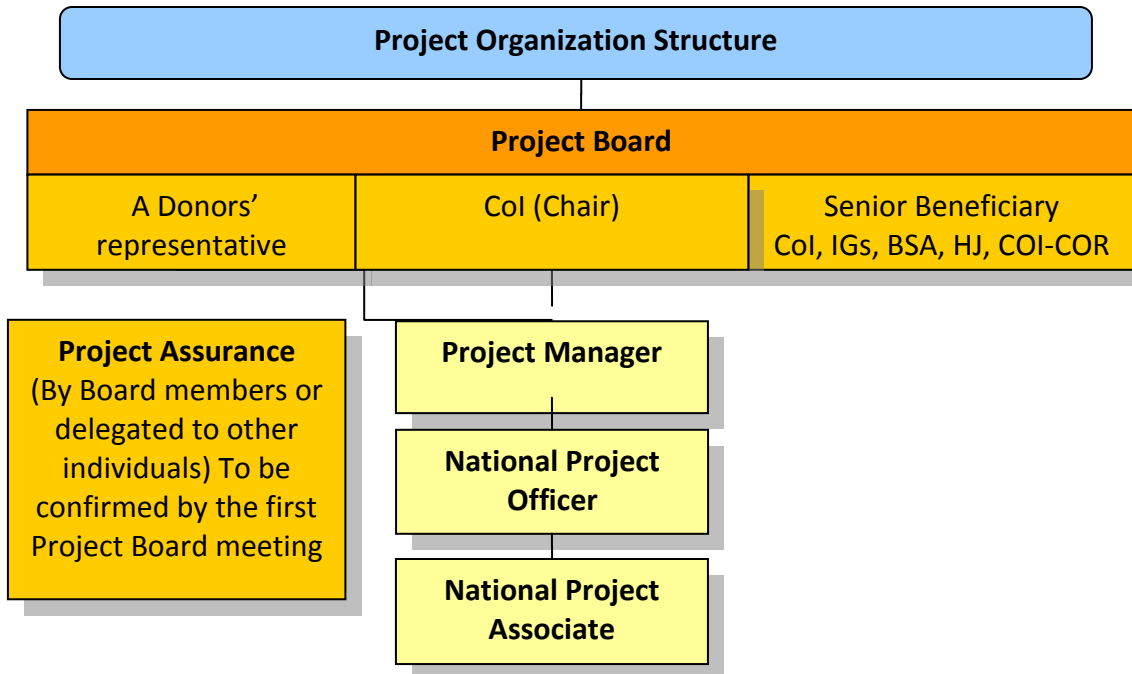 Project Organization Structure
Project Board
A Donors’
representative
CoI (Chair)
Senior Beneficiary
CoI, IGs, BSA, HJ, COI-COR
Project Assurance
(By Board members or
delegated to other
individuals) To be
confirmed by the first
Project Board meeting
Project Manager
National Project
Officer
National Project
Associate